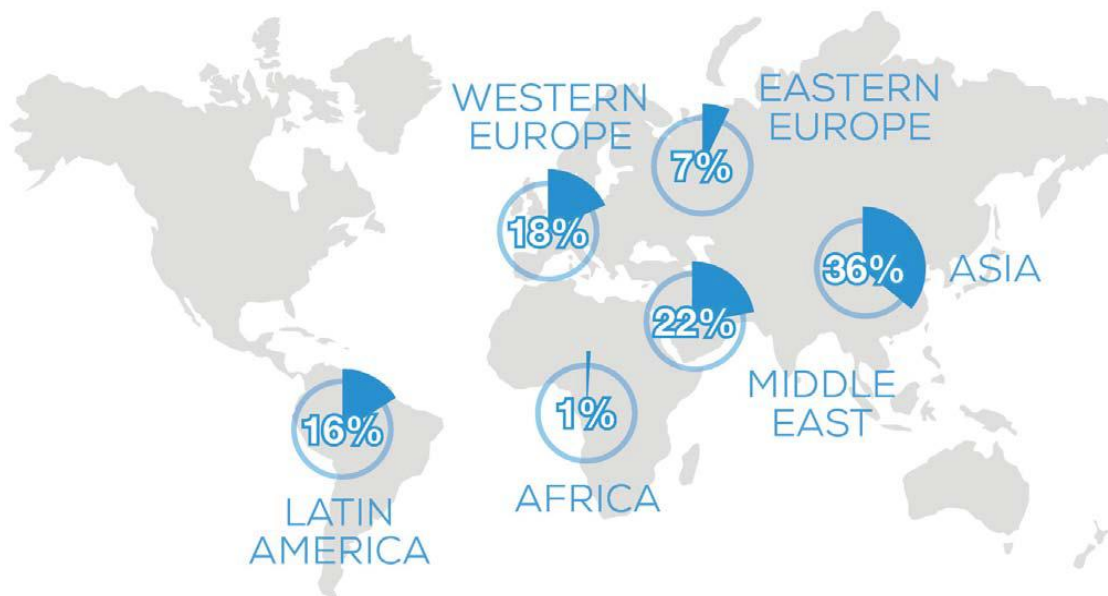 WESTERN
EUROPE
18%
EASTERN
EUROPE
7%
36%
ASIA
22%
MIDDLE
EAST
16%
LATIN
AMERICA
1%
AFRICA